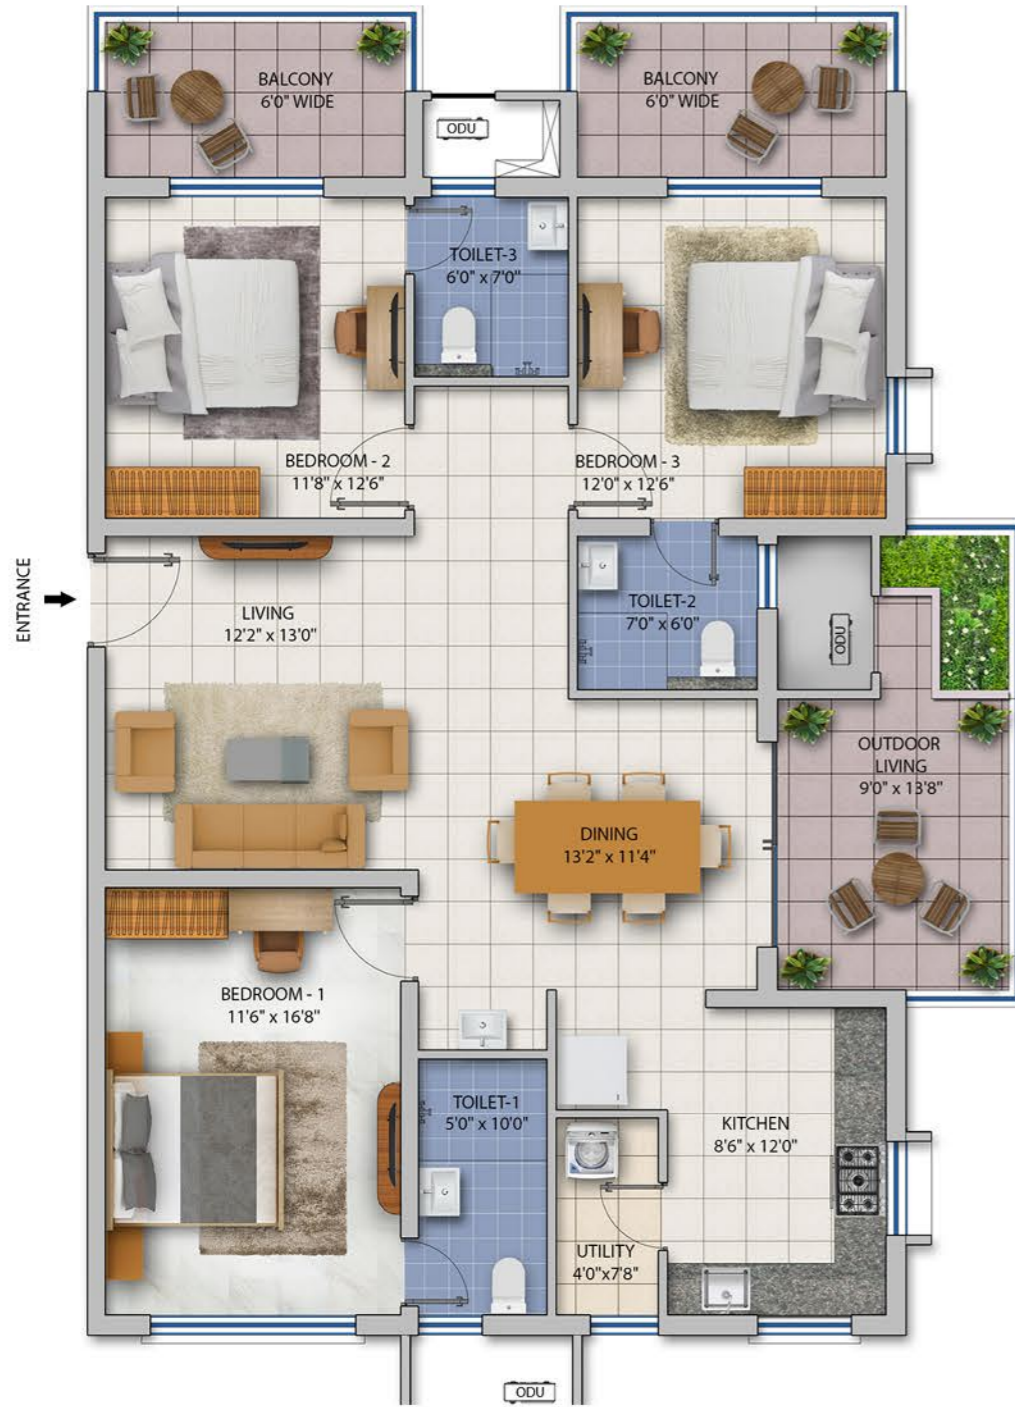 BALCONY
6'0" WIDE
BALCONY
6'0" WIDE
ODU
TOILET-3
6'0" x 7'0"
BEDROOM - 2
11'8" x 12'6"
BEDROOM - 3
12'0" x 12'6"
ENTRANCE
LIVING
12'2" x 13'0"
TOILET-2
7'0" x 6'0"
ODU
OUTDOOR
LIVING
9'0" x 13'8"
DINING
13'2" x 11'4"
BEDROOM - 1
11'6" x 16'8"
TOILET-1
5'0" x 10'0"
KITCHEN
8'6" x 12'0"
UTILITY
4'0"x7'8"
ODU